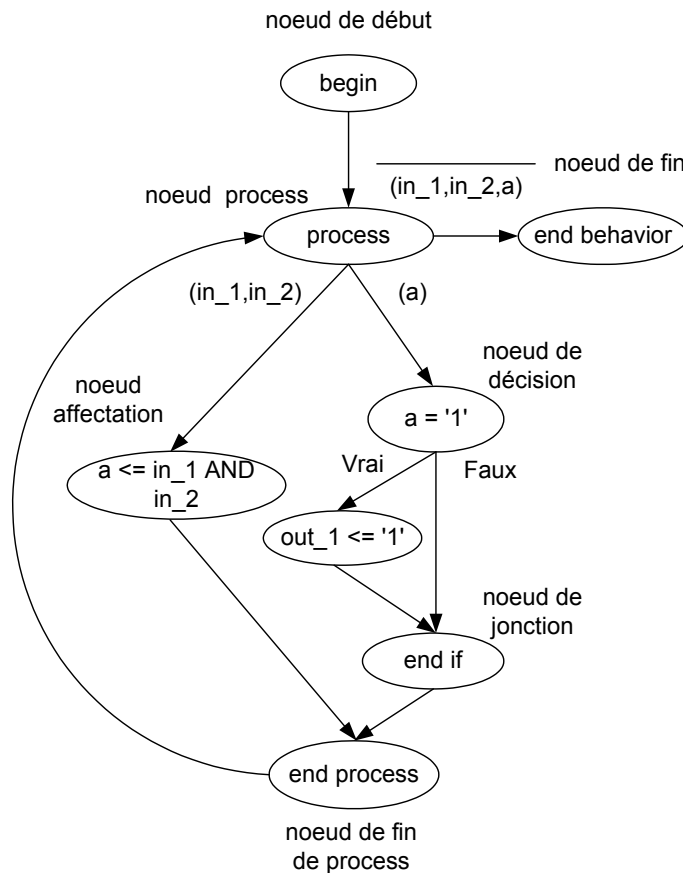 noeud de début
begin
(in_1,in_2,a)
noeud de fin
noeud process
process
end behavior
(in_1,in_2)
(a)
noeud de
décision
noeud
affectation
a = '1'
Vrai
Faux
a <= in_1 AND
in_2
out_1 <= '1'
noeud de
jonction
end if
end process
noeud de fin
de process